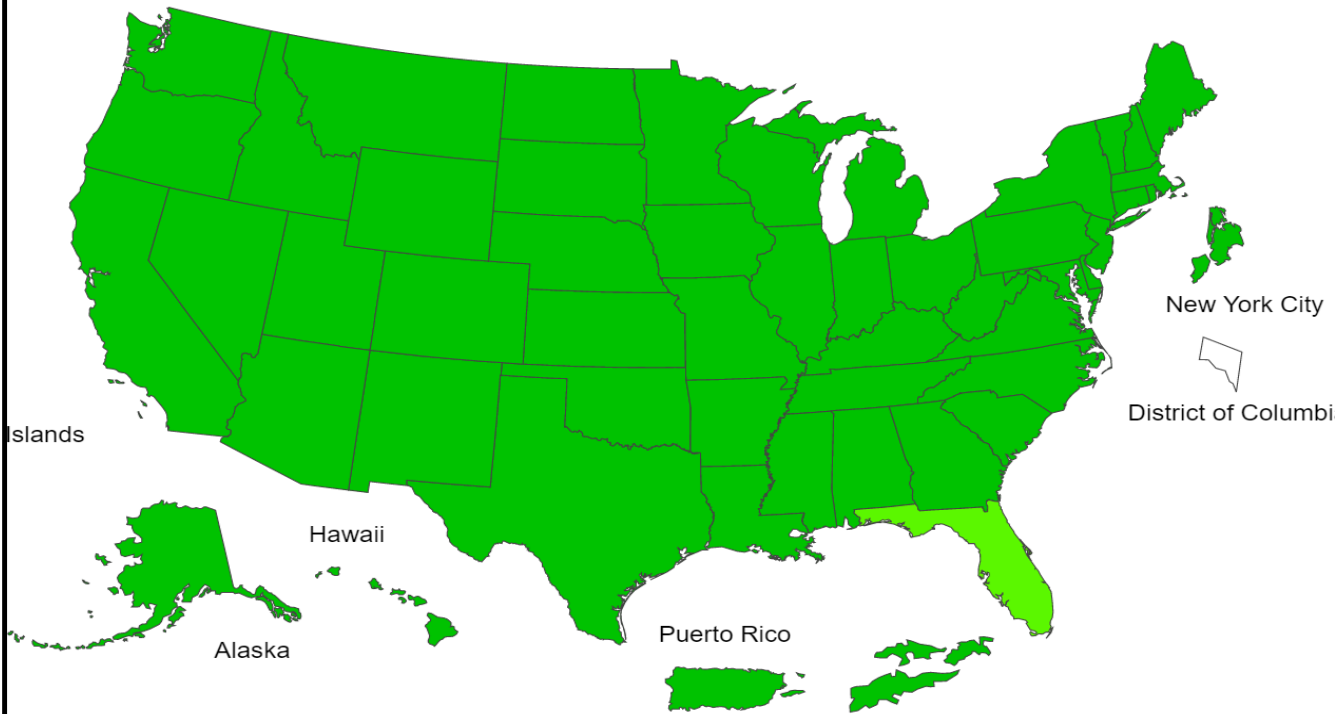 New York City
District of Columbi
Islands
Hawaii
Puerto Rico
Alaska